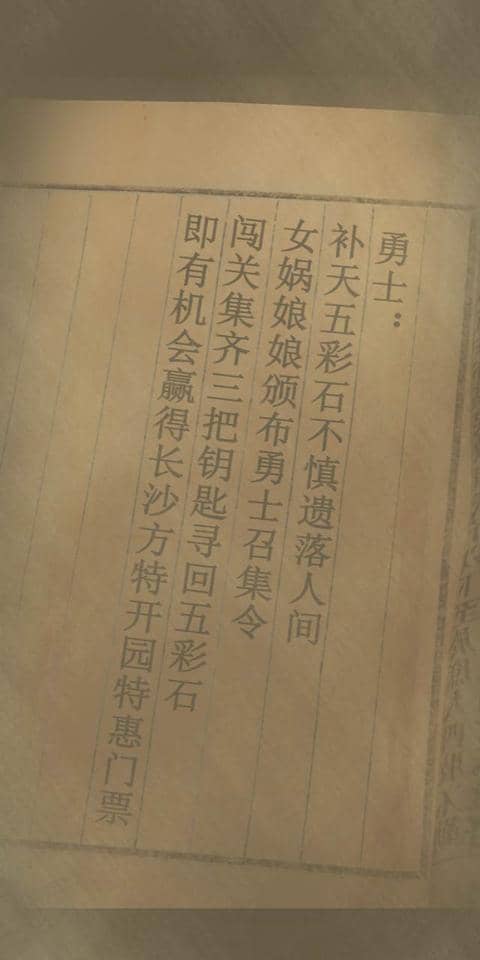 勇士：
补天五彩石不慎遗落人间
女娲娘娘颁布勇士召集令
闯关集齐三把钥匙寻回五彩石
即有机会赢得长沙方特开园特惠门票